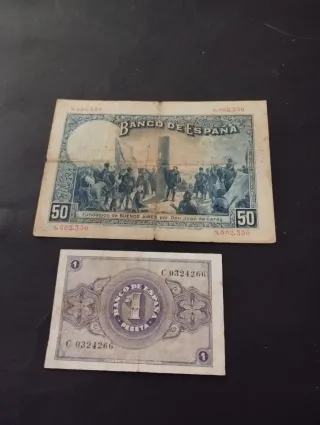 BANCO DE ESPAÑA
50
50
Fundación de BUENOS AIRES por Don Juan de Garay
1
C 0324266
BANCO DE ESPAÑA
1
PESETA
C 0324266
1